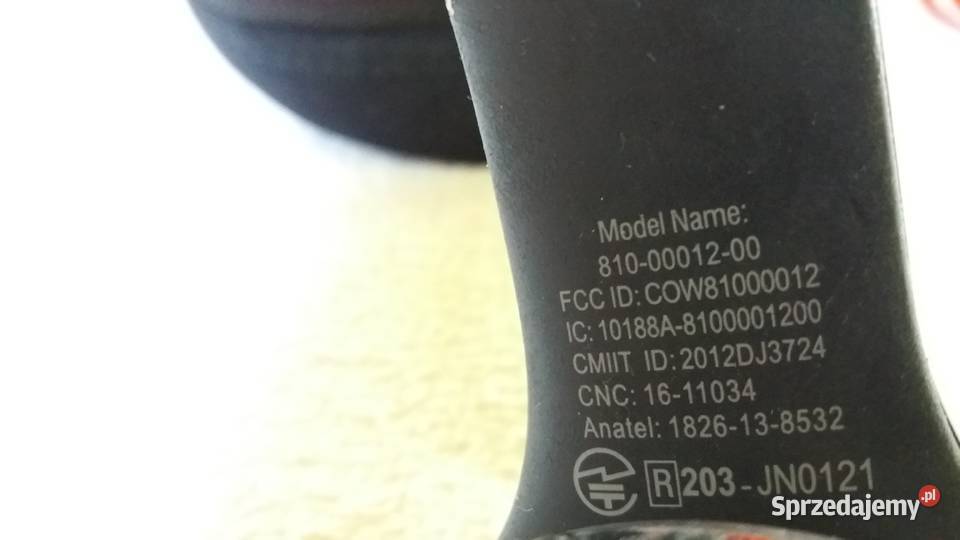 Model Name:
810-00012-00
FCC ID: COW81000012
IC: 10188A-8100001200
CMIIT ID: 2012DJ3724
CNC: 16-11034
Anatel: 1826-13-8532
R 203-JN0121
Sprzedajemy.pl